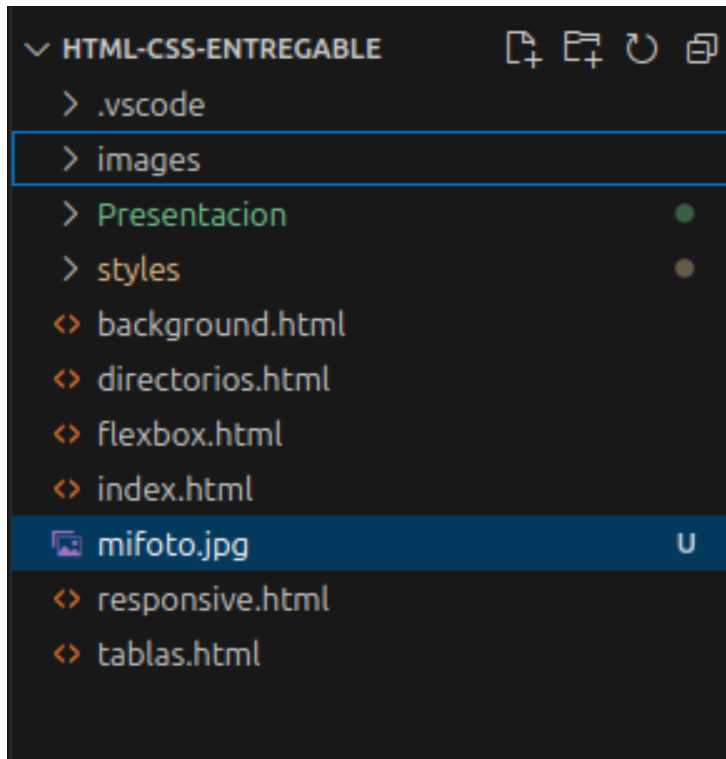 HTML-CSS-ENTREGABLE
.vscode
images
Presentacion
styles
background.html
directorios.html
flexbox.html
index.html
mifoto.jpg U
responsive.html
tablas.html